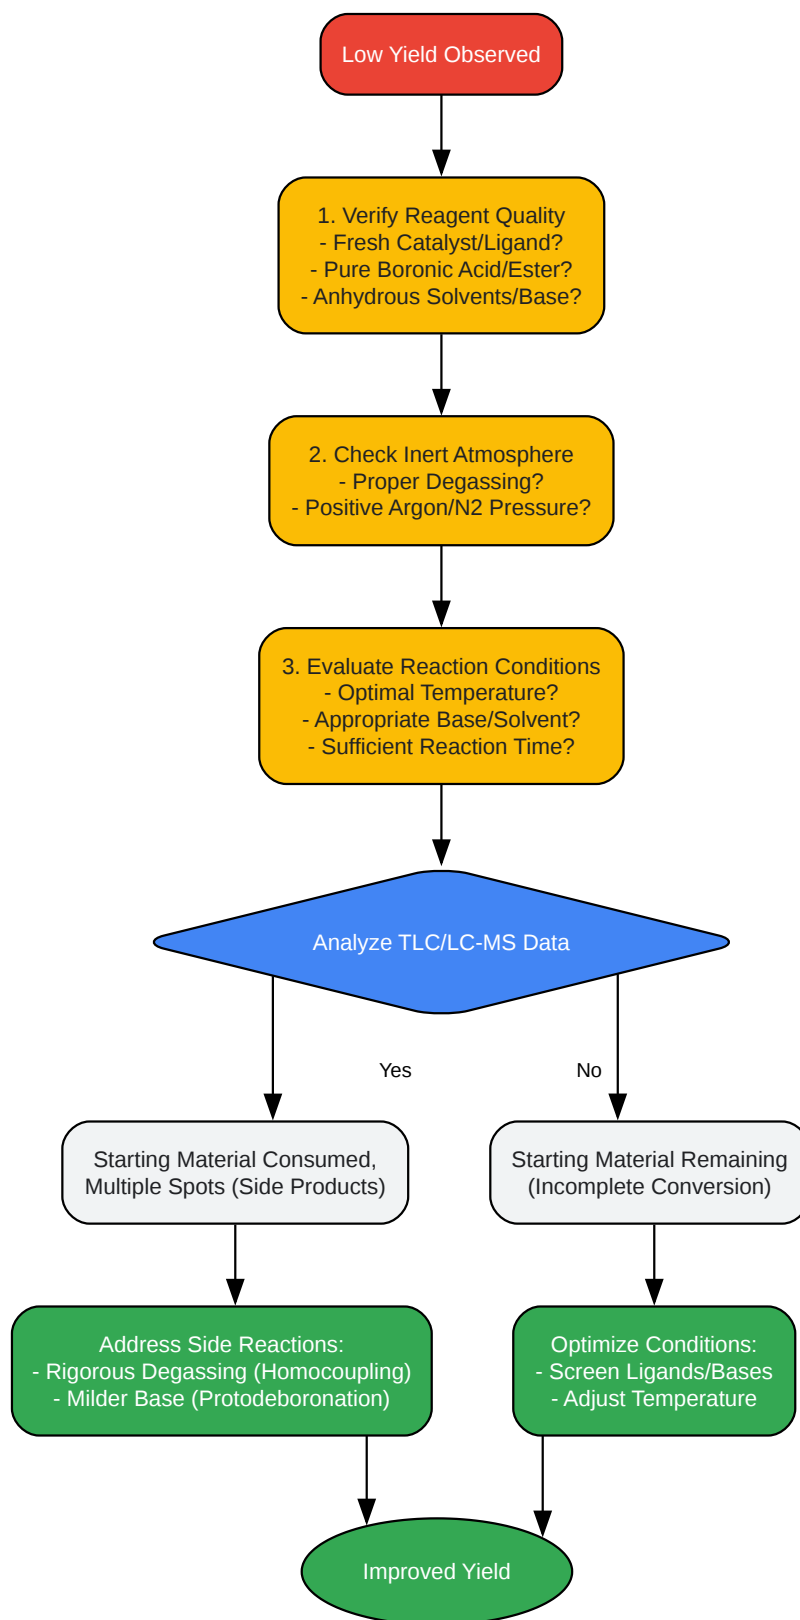 Low Yield Observed
1. Verify Reagent Quality
- Fresh Catalyst/Ligand?
- Pure Boronic Acid/Ester?
- Anhydrous Solvents/Base?
2. Check Inert Atmosphere
- Proper Degassing?
- Positive Argon/N2 Pressure?
3. Evaluate Reaction Conditions
- Optimal Temperature?
- Appropriate Base/Solvent?
- Sufficient Reaction Time?
Analyze TLC/LC-MS Data
Yes
No
Starting Material Consumed,
Multiple Spots (Side Products)
Starting Material Remaining
(Incomplete Conversion)
Address Side Reactions:
- Rigorous Degassing (Homocoupling)
- Milder Base (Protodeboronation)
Optimize Conditions:
- Screen Ligands/Bases
- Adjust Temperature
Improved Yield